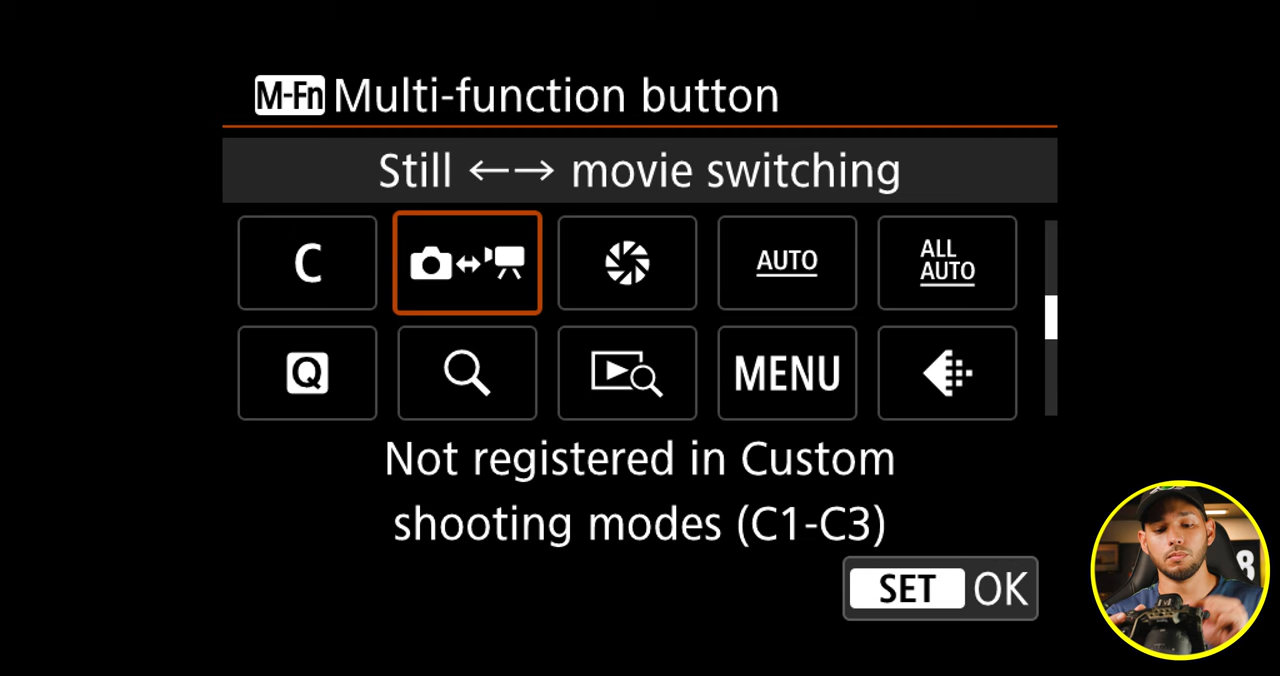 M-Fn Multi-function button
Still ←→ movie switching
C AUTO ALL AUTO
Q MENU
Not registered in Custom
shooting modes (C1-C3)
SET OK